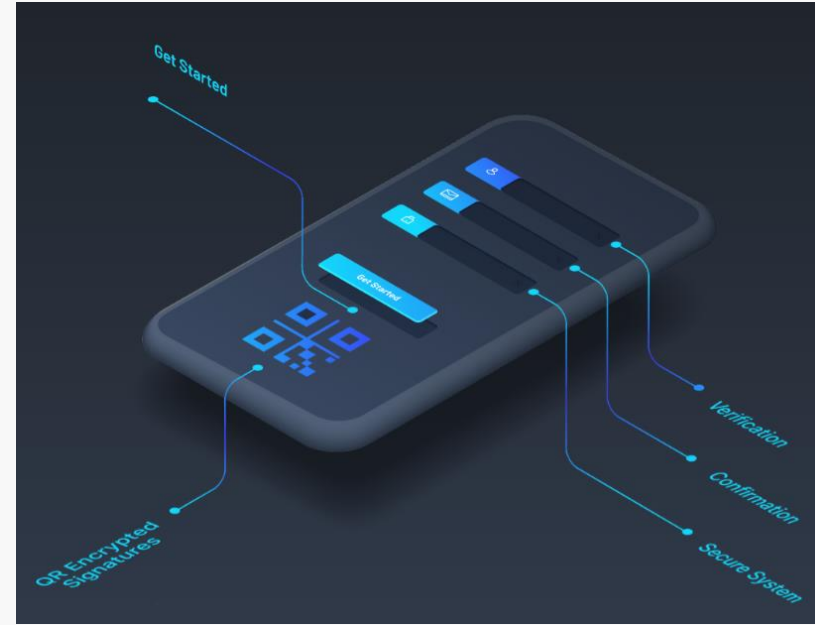 Get Started
Get Started
Verification
Confirmation
Secure System
QR Encrypted
Signatures